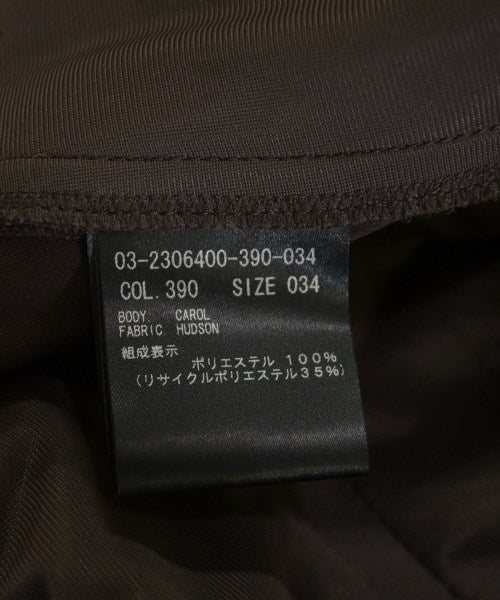 03-2306400-390-034
COL. 390 SIZE 034
BODY. CAROL
FABRIC HUDSON
組成表示
ポリエステル 100%
(リサイクルポリエステル35%)